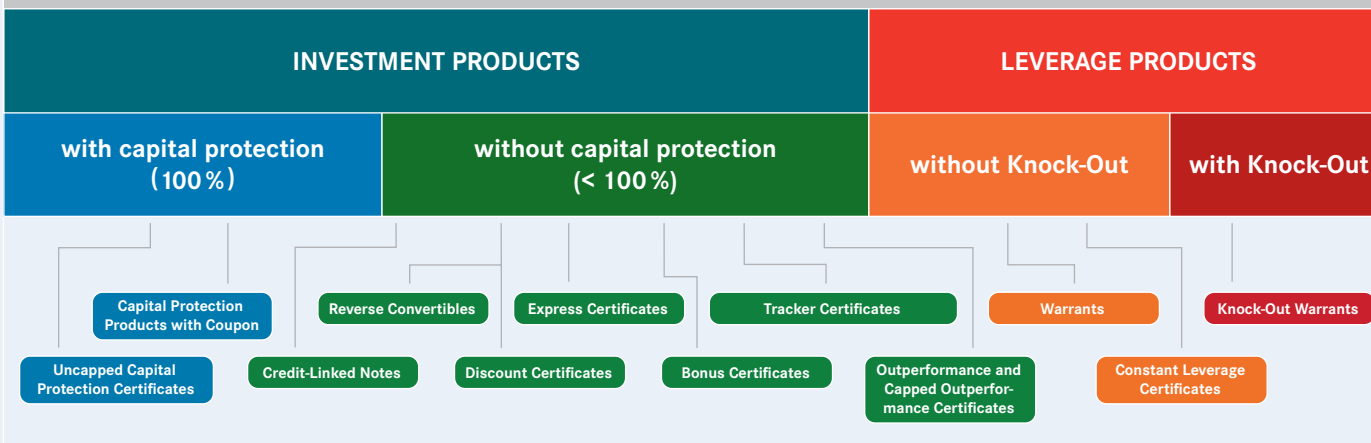 INVESTMENT PRODUCTS
LEVERAGE PRODUCTS
with capital protection
(100 %)
without capital protection
(< 100 %)
without Knock-Out
with Knock-Out
Capital Protection
Products with Coupon
Reverse Convertibles
Express Certificates
Tracker Certificates
Warrants
Knock-Out Warrants
Uncapped Capital
Protection Certificates
Credit-Linked Notes
Discount Certificates
Bonus Certificates
Outperformance and
Capped Outperfor-
mance Certificates
Constant Leverage
Certificates